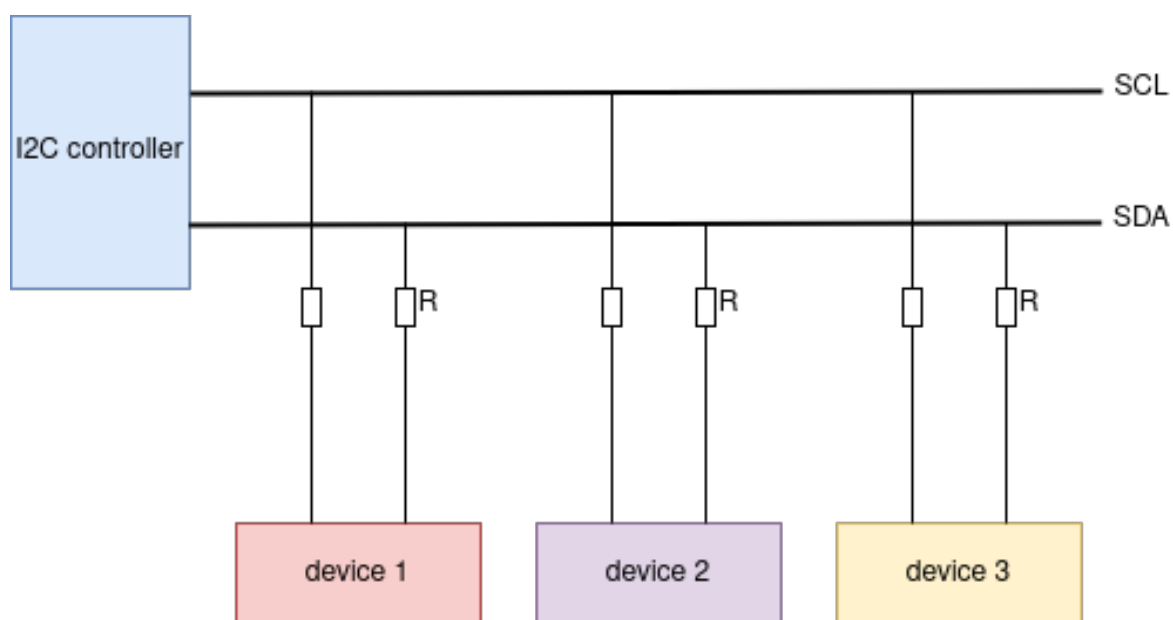 SCL
I2C controller
SDA
R
R
R
device 1
device 2
device 3